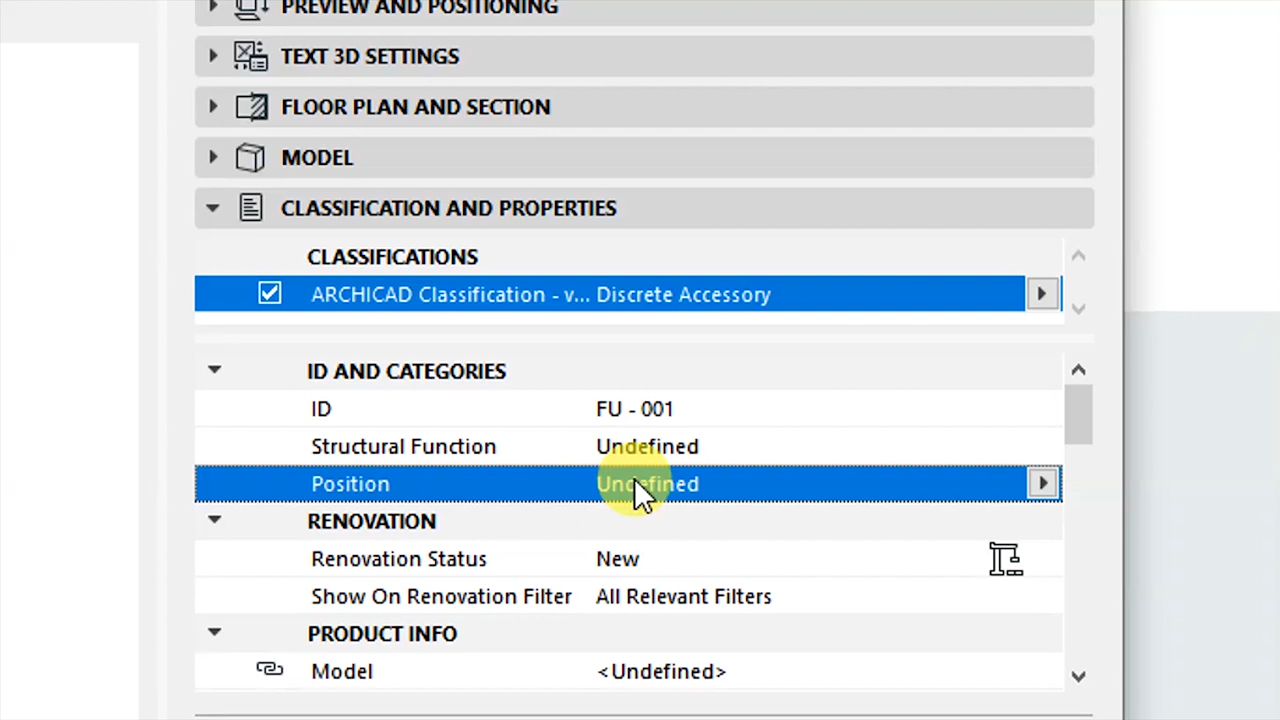 PREVIEW AND POSITIONING
TEXT 3D SETTINGS
FLOOR PLAN AND SECTION
MODEL
CLASSIFICATION AND PROPERTIES
CLASSIFICATIONS
ARCHICAD Classification - v... Discrete Accessory
ID AND CATEGORIES
ID FU - 001
Structural Function Undefined
Position Undefined
RENOVATION
Renovation Status New
Show On Renovation Filter All Relevant Filters
PRODUCT INFO
Model <Undefined>